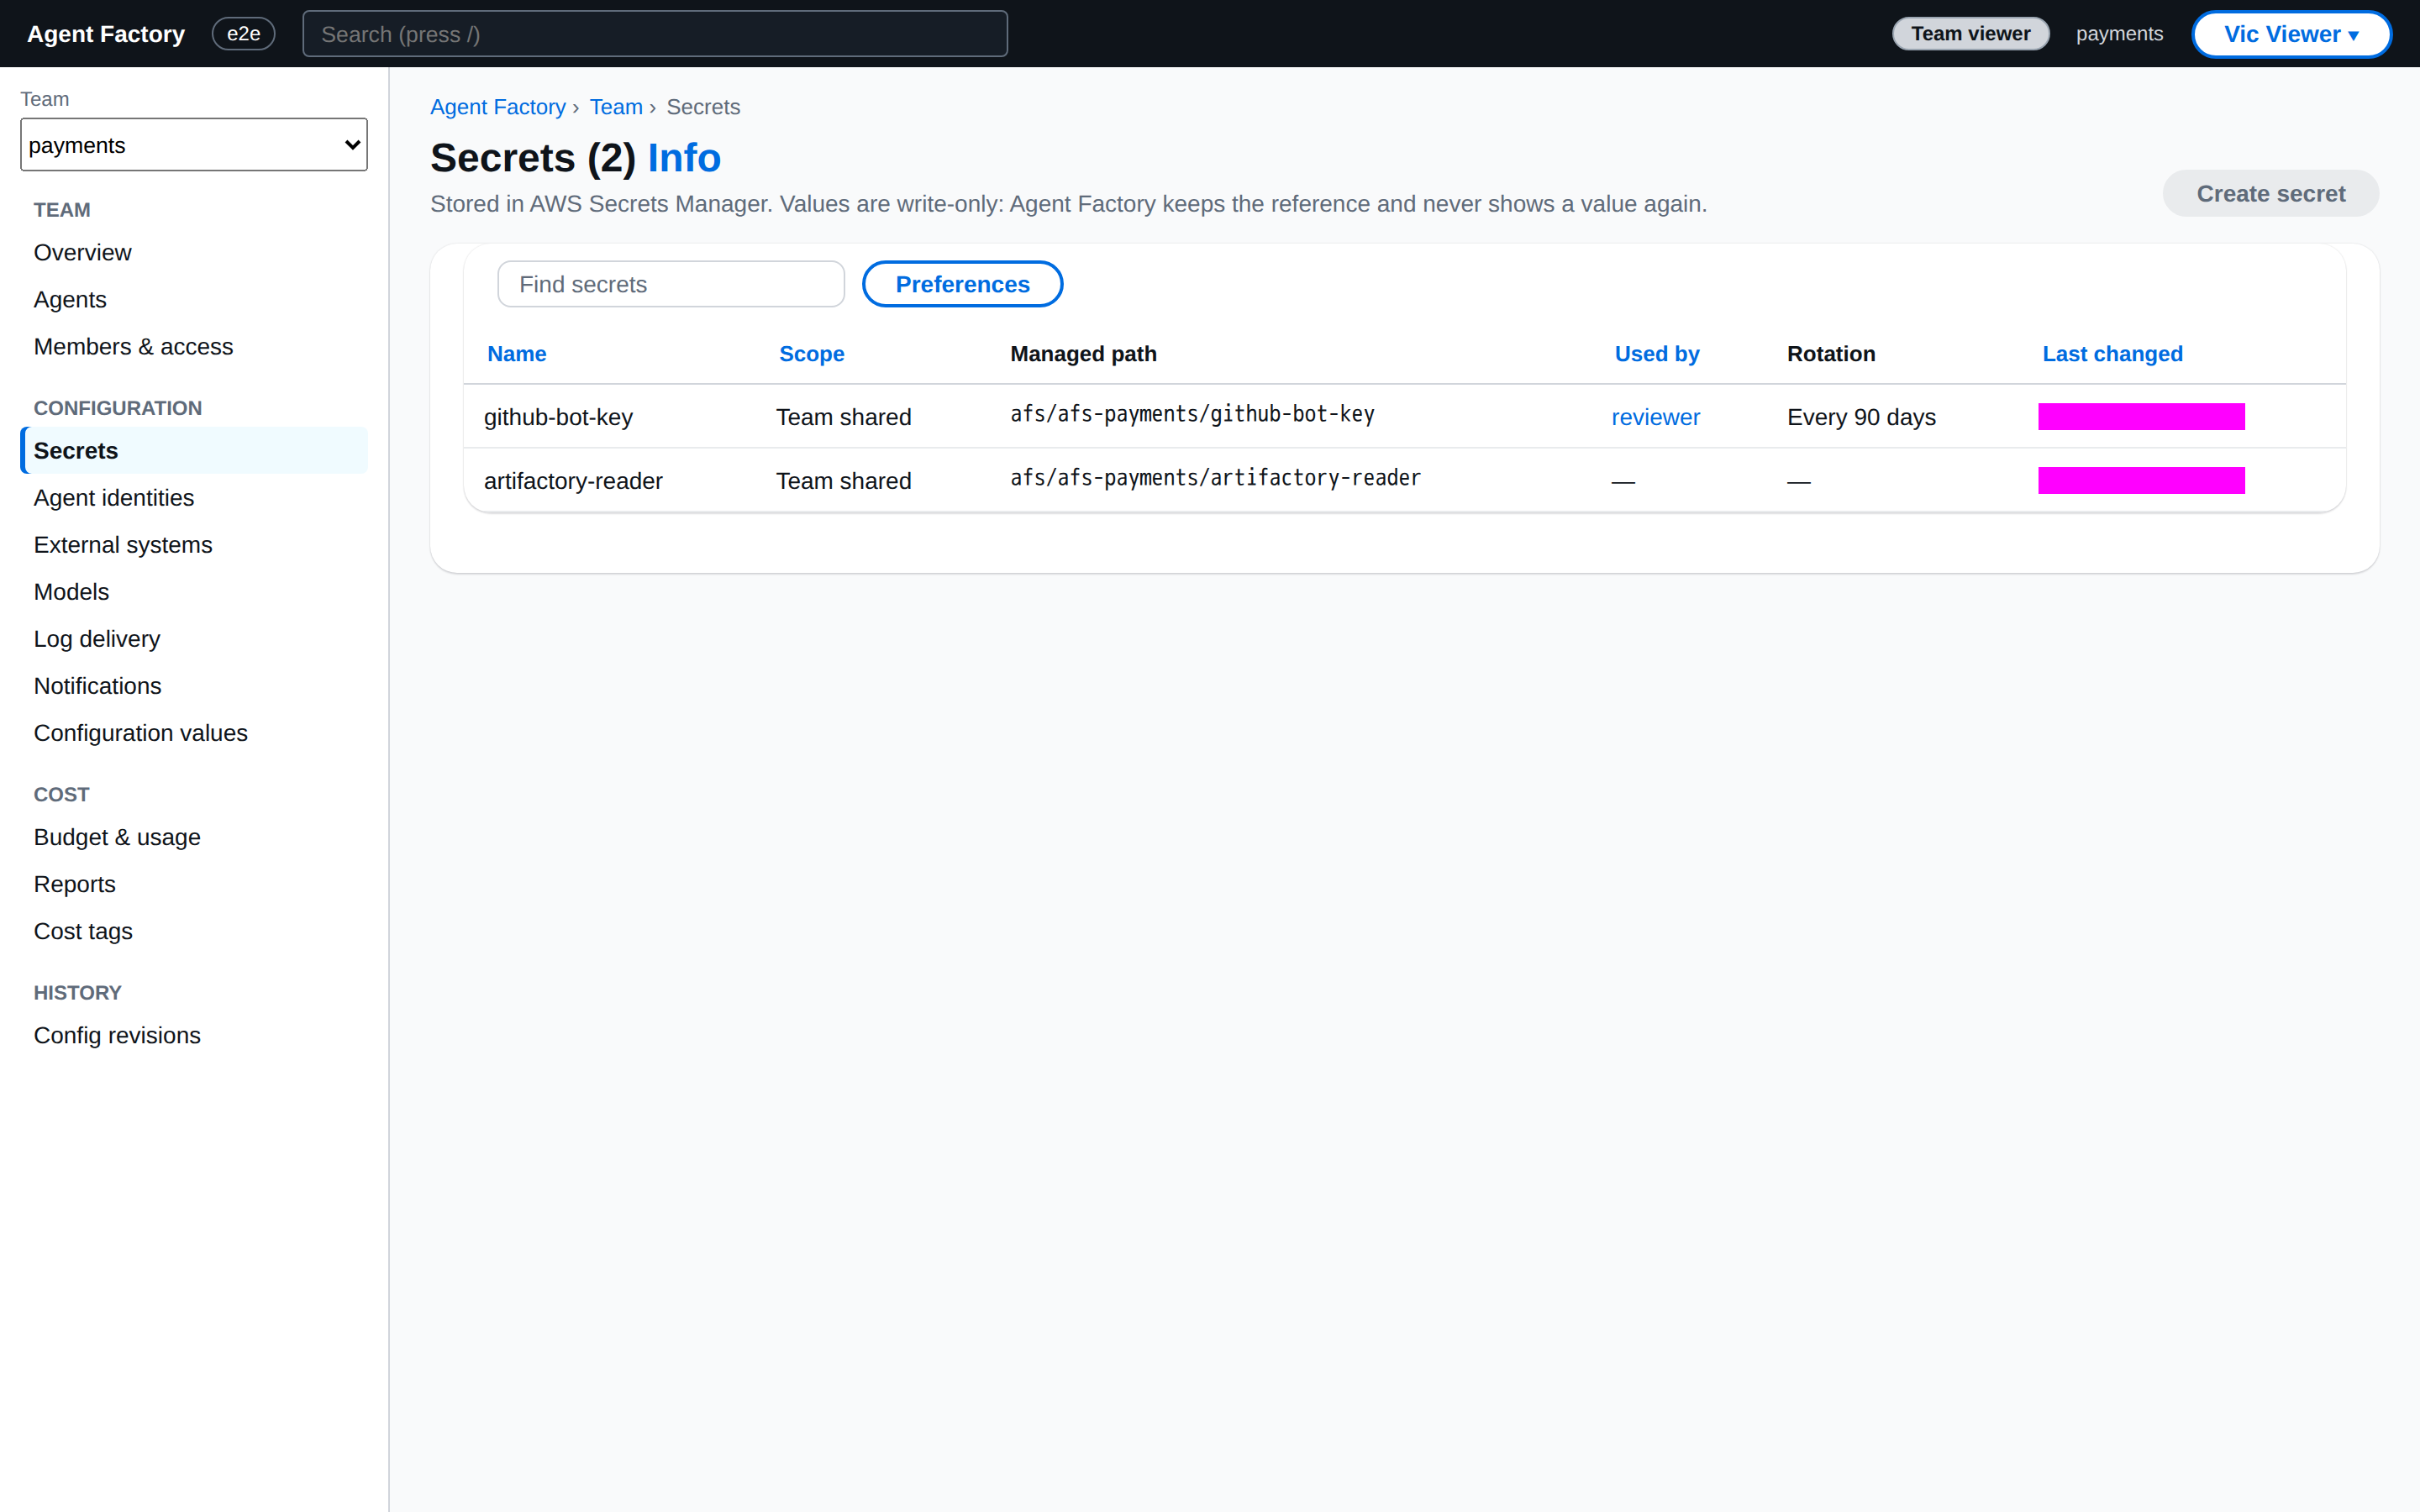 Agent Factory e2e Search (press /) Team viewer payments Vic Viewer ▾
Team
payments
TEAM
Overview
Agents
Members & access
CONFIGURATION
Secrets
Agent identities
External systems
Models
Log delivery
Notifications
Configuration values
COST
Budget & usage
Reports
Cost tags
HISTORY
Config revisions
Agent Factory › Team › Secrets
Secrets (2) Info
Stored in AWS Secrets Manager. Values are write-only: Agent Factory keeps the reference and never shows a value again.
Create secret
Find secrets Preferences
Name Scope Managed path Used by Rotation Last changed
github-bot-key Team shared afs/afs-payments/github-bot-key reviewer Every 90 days
artifactory-reader Team shared afs/afs-payments/artifactory-reader — —